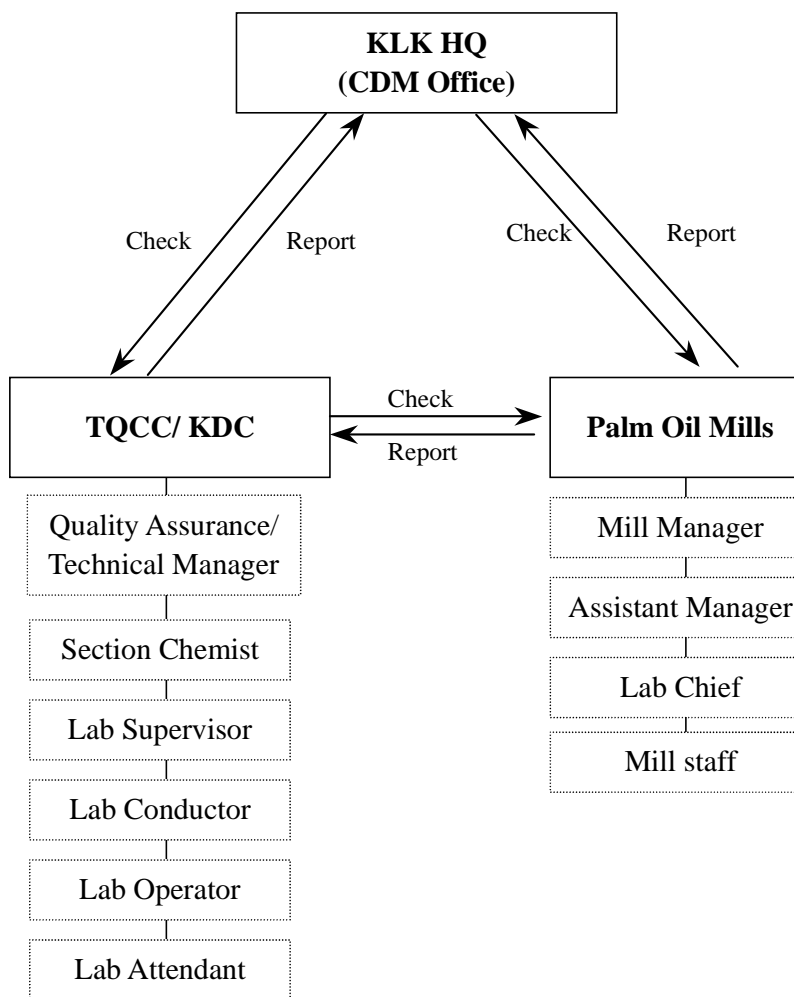 KLK HQ
(CDM Office)
Check
Report
Check
Report
TQCC/ KDC
Check
Report
Palm Oil Mills
Quality Assurance/
Technical Manager
Section Chemist
Lab Supervisor
Lab Conductor
Lab Operator
Lab Attendant
Mill Manager
Assistant Manager
Lab Chief
Mill staff